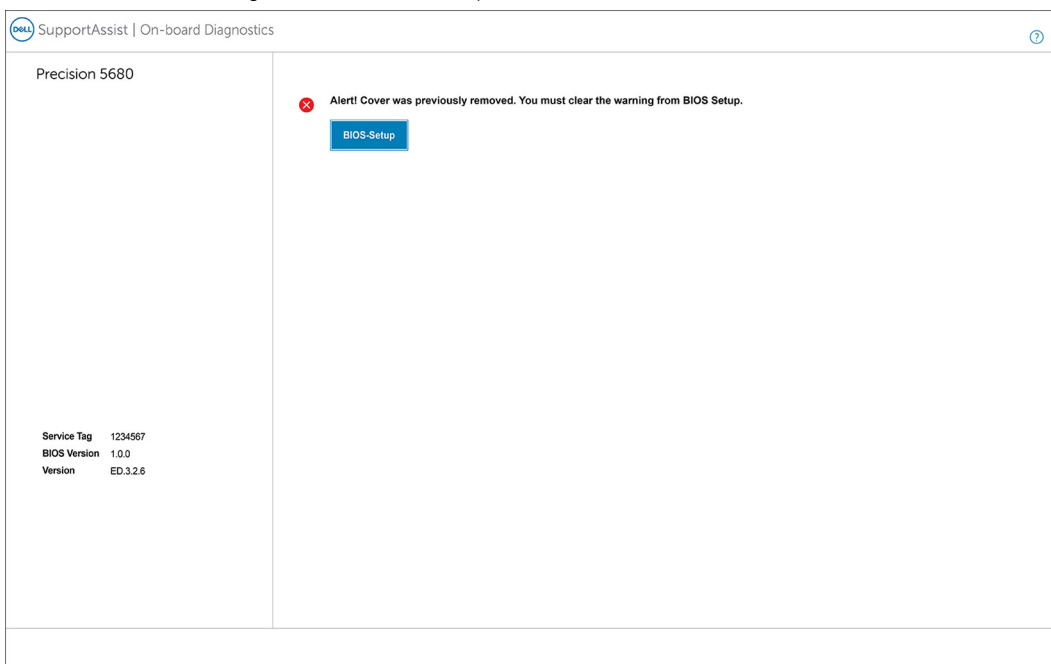 DELL SupportAssist | On-board Diagnostics
?
Precision 5680
Alert! Cover was previously removed. You must clear the warning from BIOS Setup.
BIOS-Setup
Service Tag 1234567
BIOS Version 1.0.0
Version ED.3.2.6